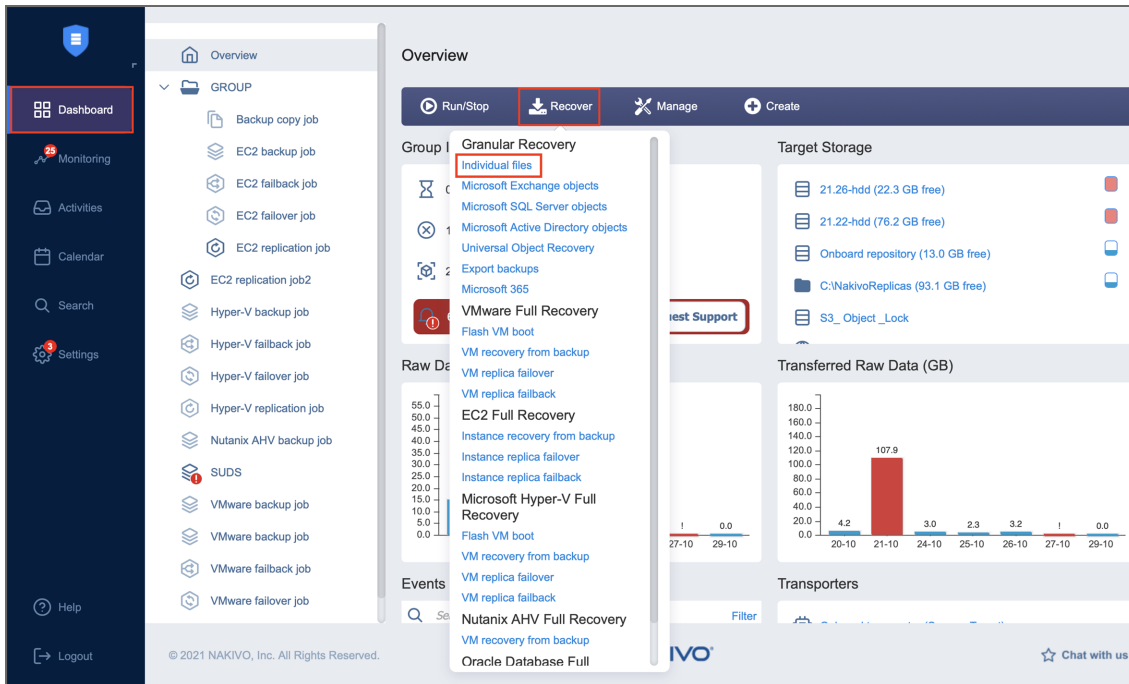 Dashboard
25
Monitoring
Activities
Calendar
Search
3
Settings
Help
Logout
Overview
GROUP
Backup copy job
EC2 backup job
EC2 failback job
EC2 failover job
EC2 replication job
EC2 replication job2
Hyper-V backup job
Hyper-V failback job
Hyper-V failover job
Hyper-V replication job
Nutanix AHV backup job
SUDS
VMware backup job
VMware backup job
VMware failback job
VMware failover job
© 2021 NAKIVO, Inc. All Rights Reserved.
Overview
Run/Stop
Recover
Manage
Create
Group
Granular Recovery
Individual files
Microsoft Exchange objects
Microsoft SQL Server objects
Microsoft Active Directory objects
Universal Object Recovery
Export backups
Microsoft 365
VMware Full Recovery
Flash VM boot
VM recovery from backup
VM replica failover
VM replica failback
EC2 Full Recovery
Instance recovery from backup
Instance replica failover
Instance replica failback
Microsoft Hyper-V Full
Recovery
Flash VM boot
VM recovery from backup
VM replica failover
VM replica failback
Nutanix AHV Full Recovery
VM recovery from backup
Oracle Database Full
Support
Raw
55.0
50.0
45.0
40.0
35.0
30.0
25.0
20.0
15.0
10.0
5.0
0.0
! 0.0
27-10 29-10
Events
Filter
Target Storage
21.26-hdd (22.3 GB free)
21.22-hdd (76.2 GB free)
Onboard repository (13.0 GB free)
C:\NakivoReplicas (93.1 GB free)
S3_ Object _Lock
Transferred Raw Data (GB)
180.0
160.0
140.0
120.0
100.0
80.0
60.0
40.0
20.0
0.0
4.2 107.9 3.0 2.3 3.2 ! 0.0
20-10 21-10 24-10 25-10 26-10 27-10 29-10
Transporters
Chat with us